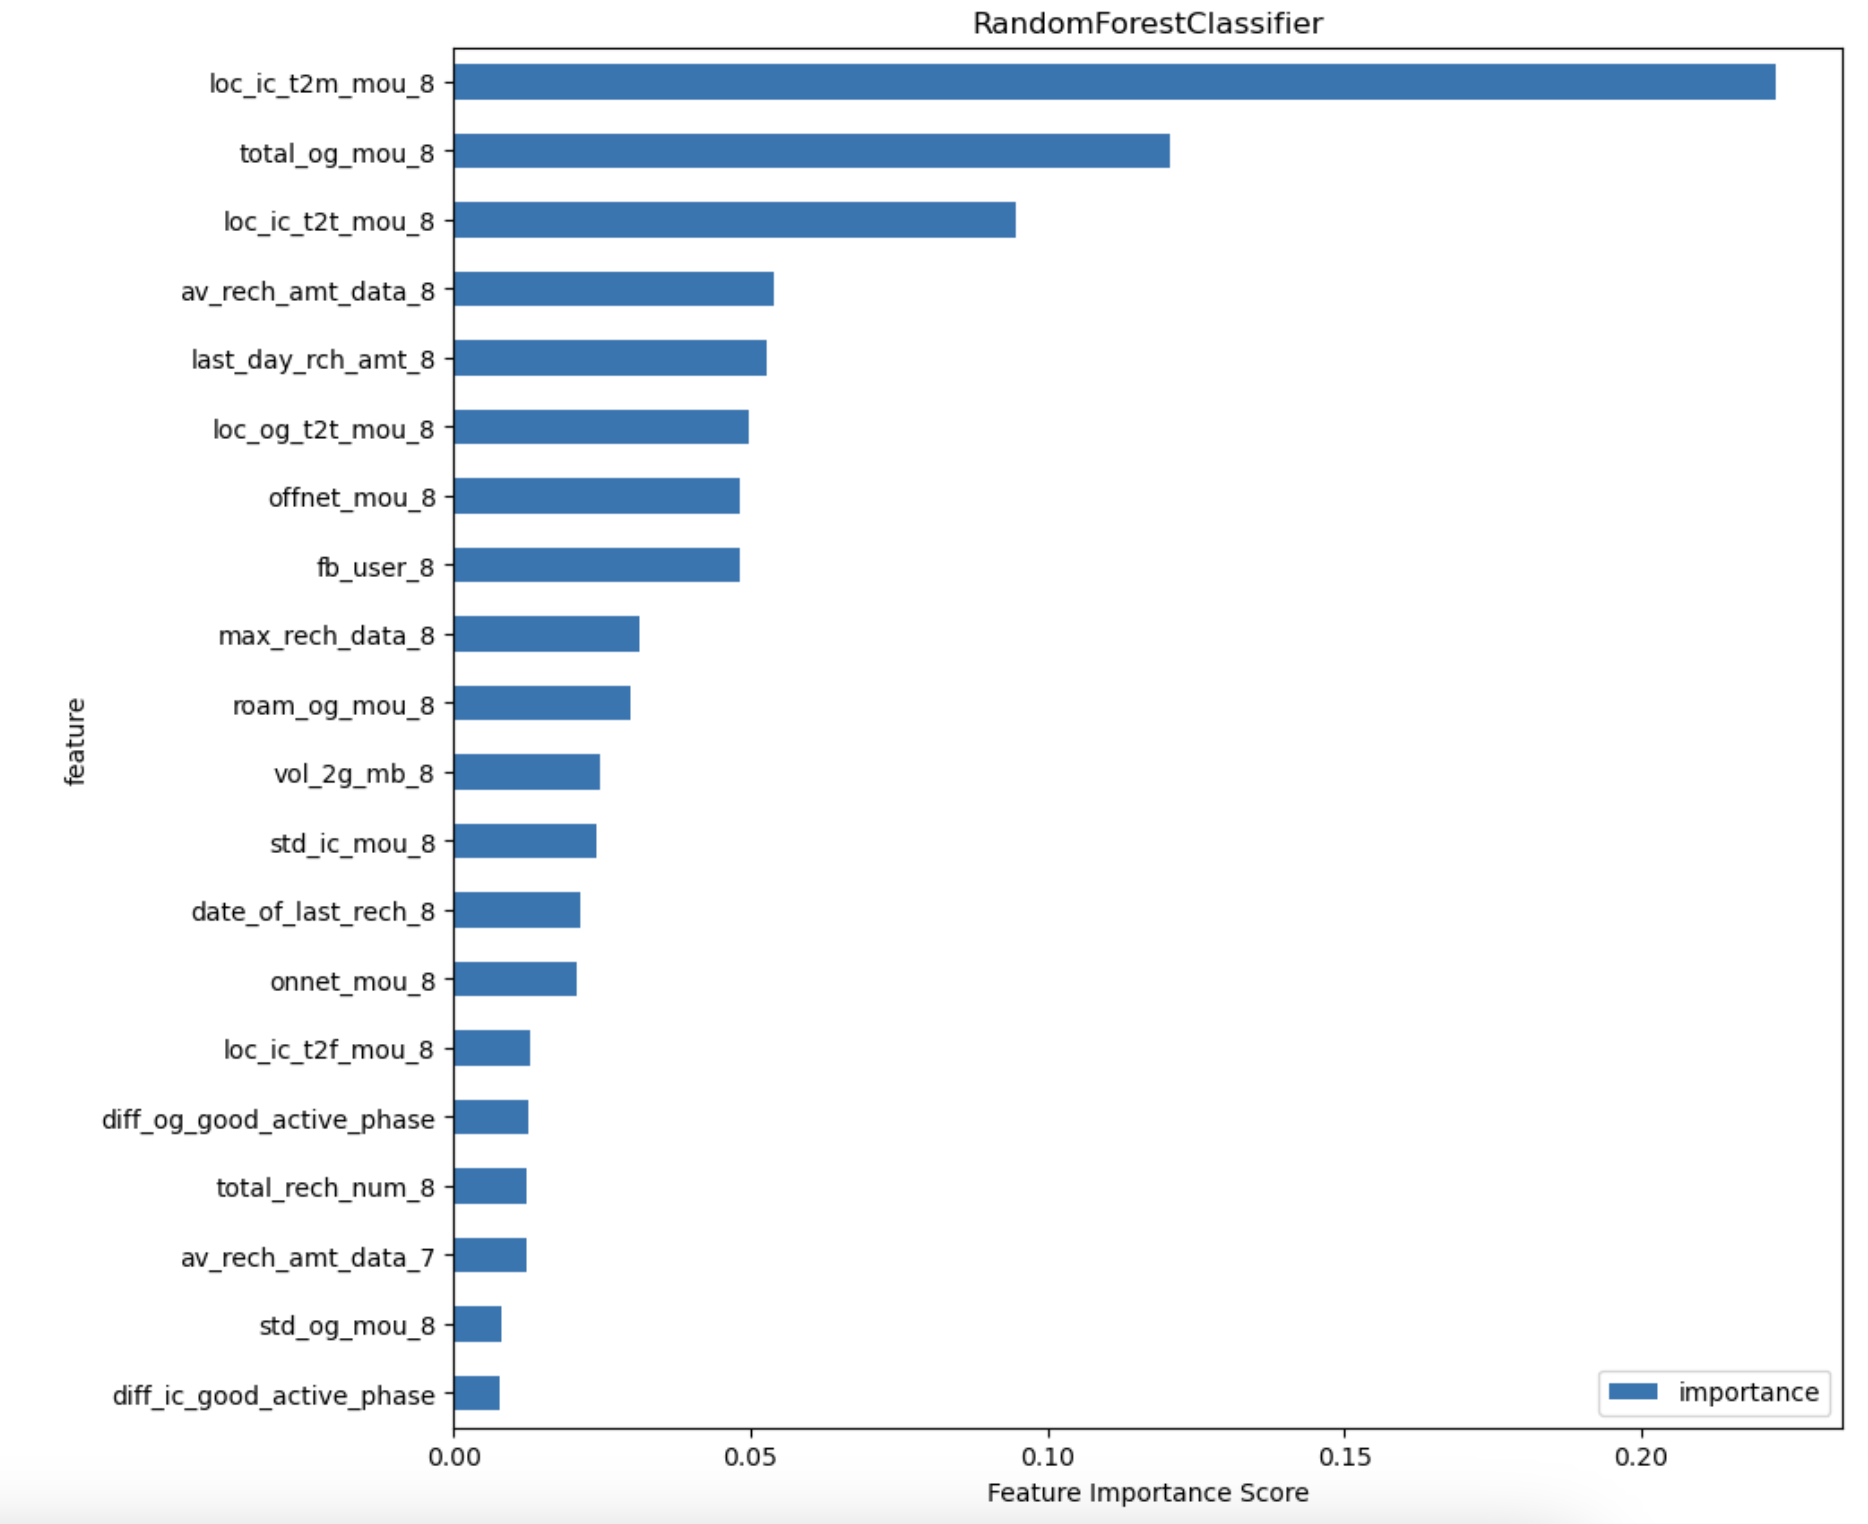 RandomForestClassifier
loc_ic_t2m_mou_8
total_og_mou_8
loc_ic_t2t_mou_8
av_rech_amt_data_8
last_day_rch_amt_8
loc_og_t2t_mou_8
offnet_mou_8
fb_user_8
max_rech_data_8
roam_og_mou_8
vol_2g_mb_8
std_ic_mou_8
date_of_last_rech_8
onnet_mou_8
loc_ic_t2f_mou_8
diff_og_good_active_phase
total_rech_num_8
av_rech_amt_data_7
std_og_mou_8
diff_ic_good_active_phase
feature
importance
0.00 0.05 0.10 0.15 0.20
Feature Importance Score